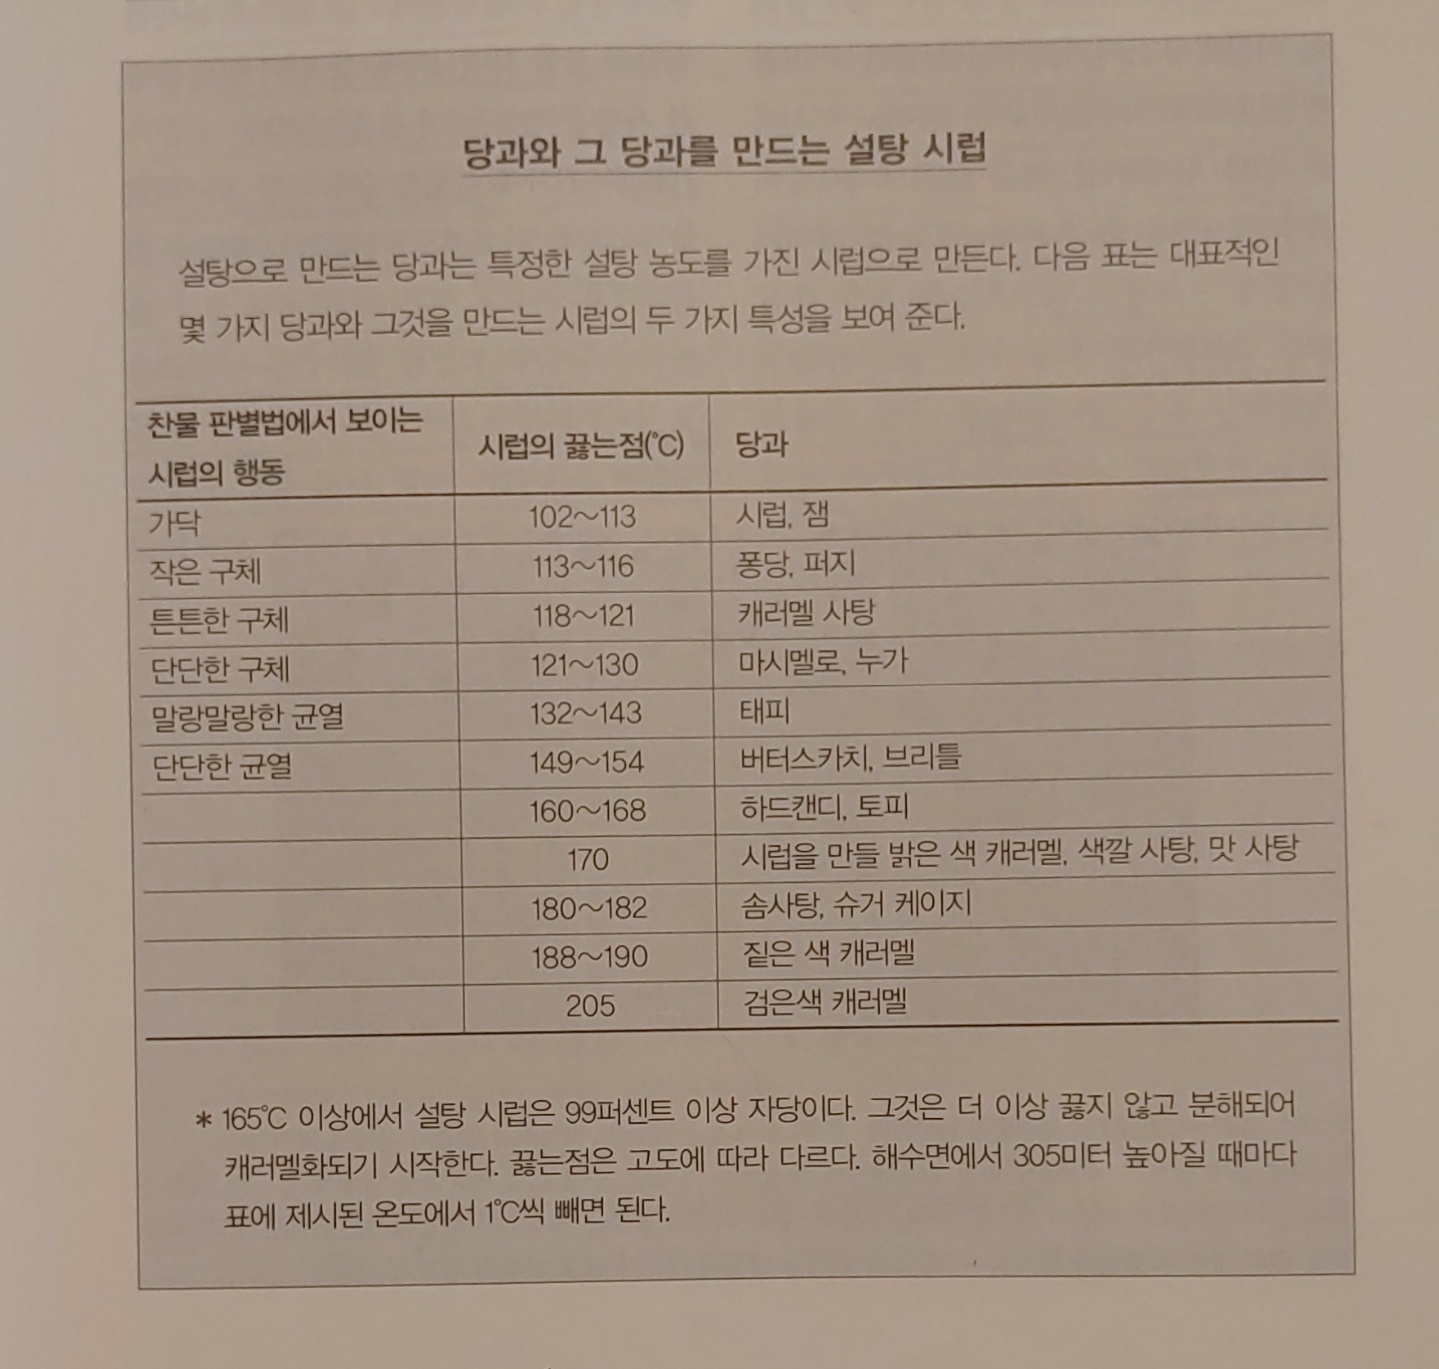 당과와 그 당과를 만드는 설탕 시럽
설탕으로 만드는 당과는 특정한 설탕 농도를 가진 시럽으로 만든다. 다음 표는 대표적인
몇 가지 당과와 그것을 만드는 시럽의 두 가지 특성을 보여 준다.
찬물 판별법에서 보이는
시럽의 행동
시럽의 끓는점(℃)
당과
가닥 102~113 시럽, 잼
작은 구체 113~116 퐁당, 퍼지
튼튼한 구체 118~121 캐러멜 사탕
단단한 구체 121~130 마시멜로, 누가
말랑말랑한 균열 132~143 태피
단단한 균열 149~154 버터스카치, 브리틀
160~168 하드캔디, 토피
170 시럽을 만들 밝은 색 캐러멜, 색깔 사탕, 맛 사탕
180~182 솜사탕, 슈거 케이지
188~190 짙은 색 캐러멜
205 검은색 캐러멜
* 165℃ 이상에서 설탕 시럽은 99퍼센트 이상 자당이다. 그것은 더 이상 끓지 않고 분해되어
캐러멜화되기 시작한다. 끓는점은 고도에 따라 다르다. 해수면에서 305미터 높아질 때마다
표에 제시된 온도에서 1℃씩 빼면 된다.